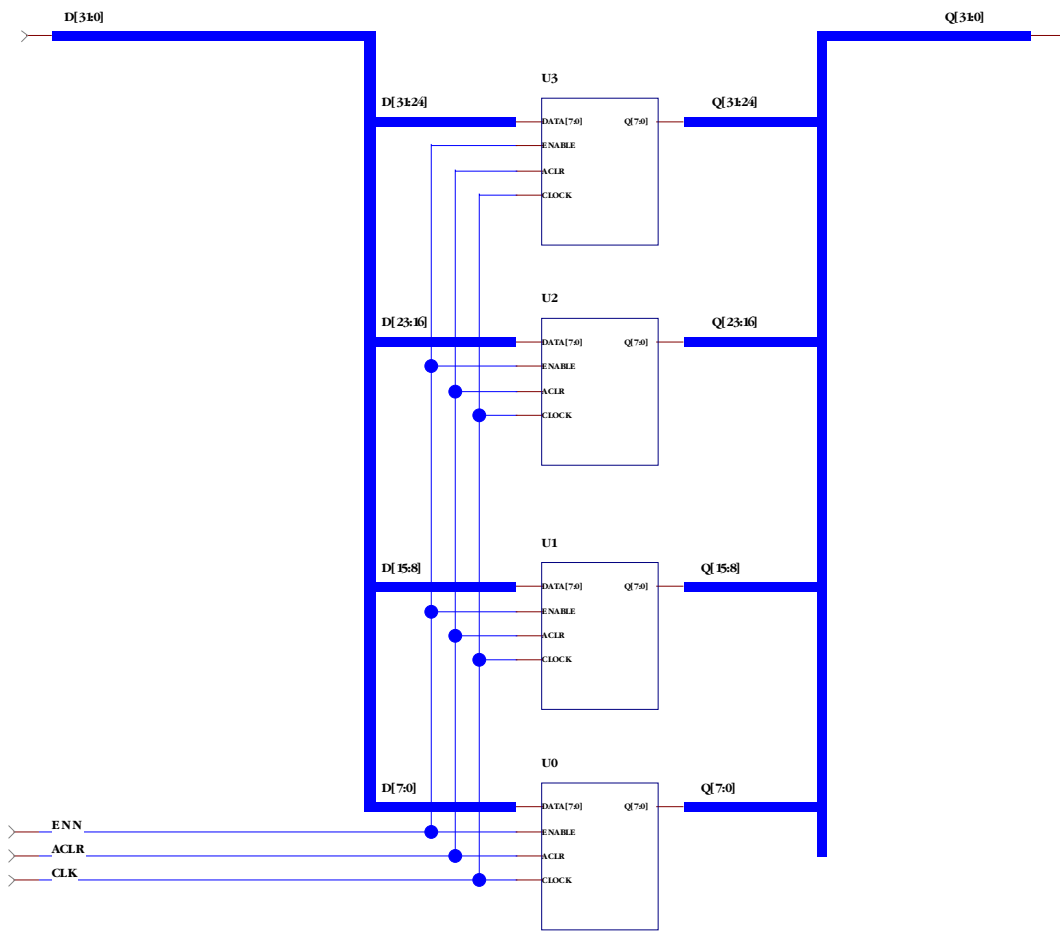 D[31:0]
Q[31:0]
U3
D[31:24]
Q[31:24]
DATA[7:0]
Q[7:0]
ENABLE
ACLR
CLOCK
U2
D[23:16]
Q[23:16]
DATA[7:0]
Q[7:0]
ENABLE
ACLR
CLOCK
U1
D[15:8]
Q[15:8]
DATA[7:0]
Q[7:0]
ENABLE
ACLR
CLOCK
U0
D[7:0]
Q[7:0]
DATA[7:0]
Q[7:0]
ENN
ENABLE
ACLR
ACLR
CLK
CLOCK